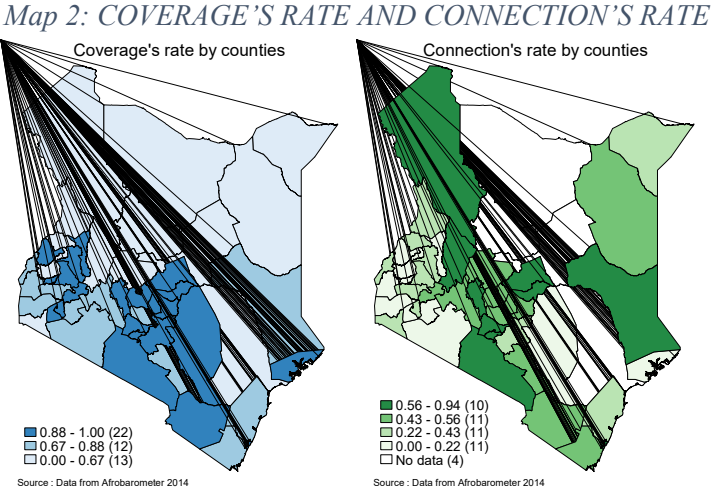 Map 2: COVERAGE’S RATE AND CONNECTION’S RATE
Coverage's rate by counties
0.88 - 1.00 (22)
0.67 - 0.88 (12)
0.00 - 0.67 (13)
Source : Data from Afrobarometer 2014
Connection's rate by counties
0.56 - 0.94 (10)
0.43 - 0.56 (11)
0.22 - 0.43 (11)
0.00 - 0.22 (11)
No data (4)
Source : Data from Afrobarometer 2014